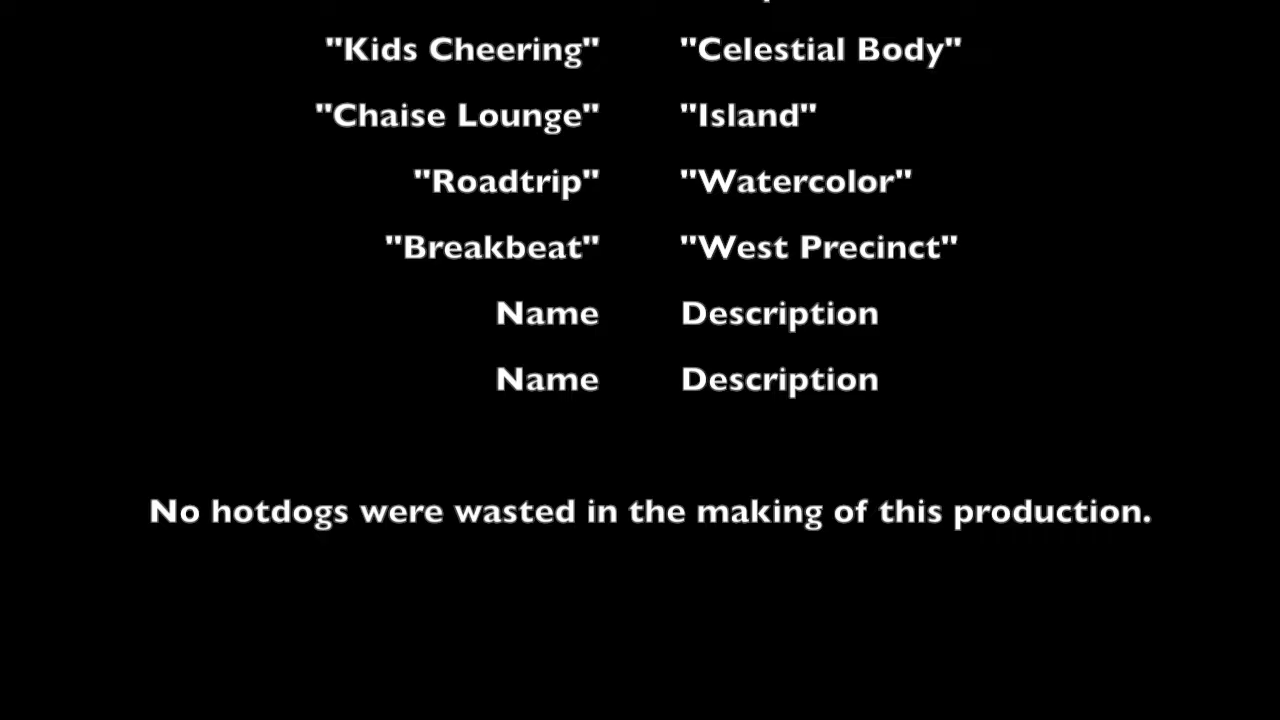 "Kids Cheering" "Celestial Body"
"Chaise Lounge" "Island"
"Roadtrip" "Watercolor"
"Breakbeat" "West Precinct"
Name Description
Name Description
No hotdogs were wasted in the making of this production.